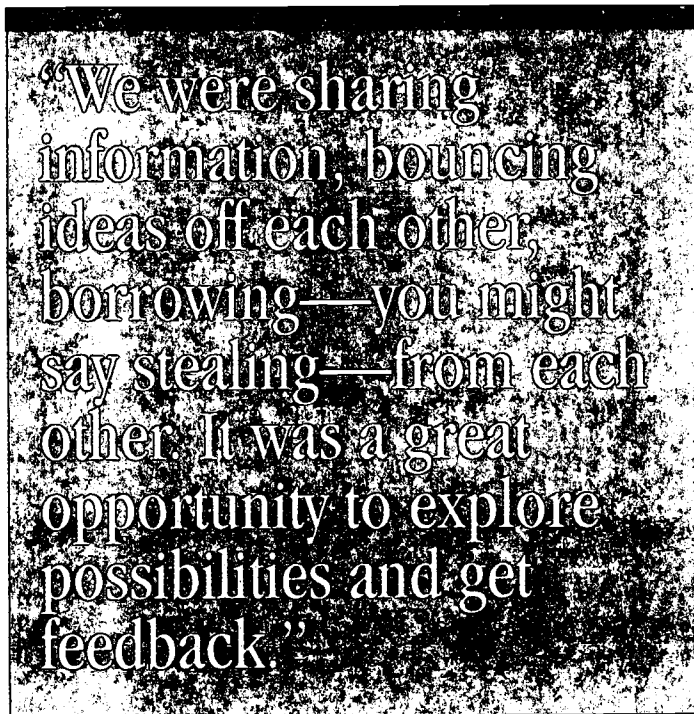 “We were sharing
information, bouncing
ideas off each other,
borrowing—you might
say stealing—from each
other. It was a great
opportunity to explore
possibilities and get
feedback.”